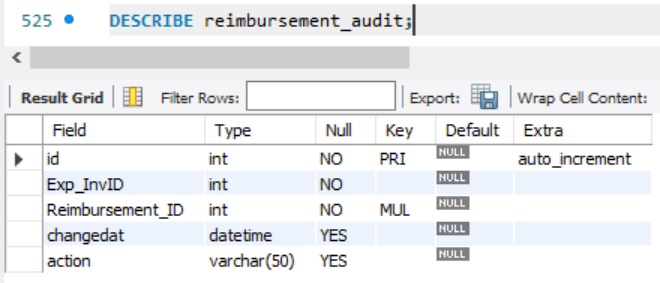 525 DESCRIBE reimbursement_audit;
Result Grid Filter Rows: Export: Wrap Cell Content:
Field Type Null Key Default Extra
id int NO PRI NULL auto_increment
Exp_InvID int NO NULL
Reimbursement_ID int NO MUL NULL
changedat datetime YES NULL
action varchar(50) YES NULL